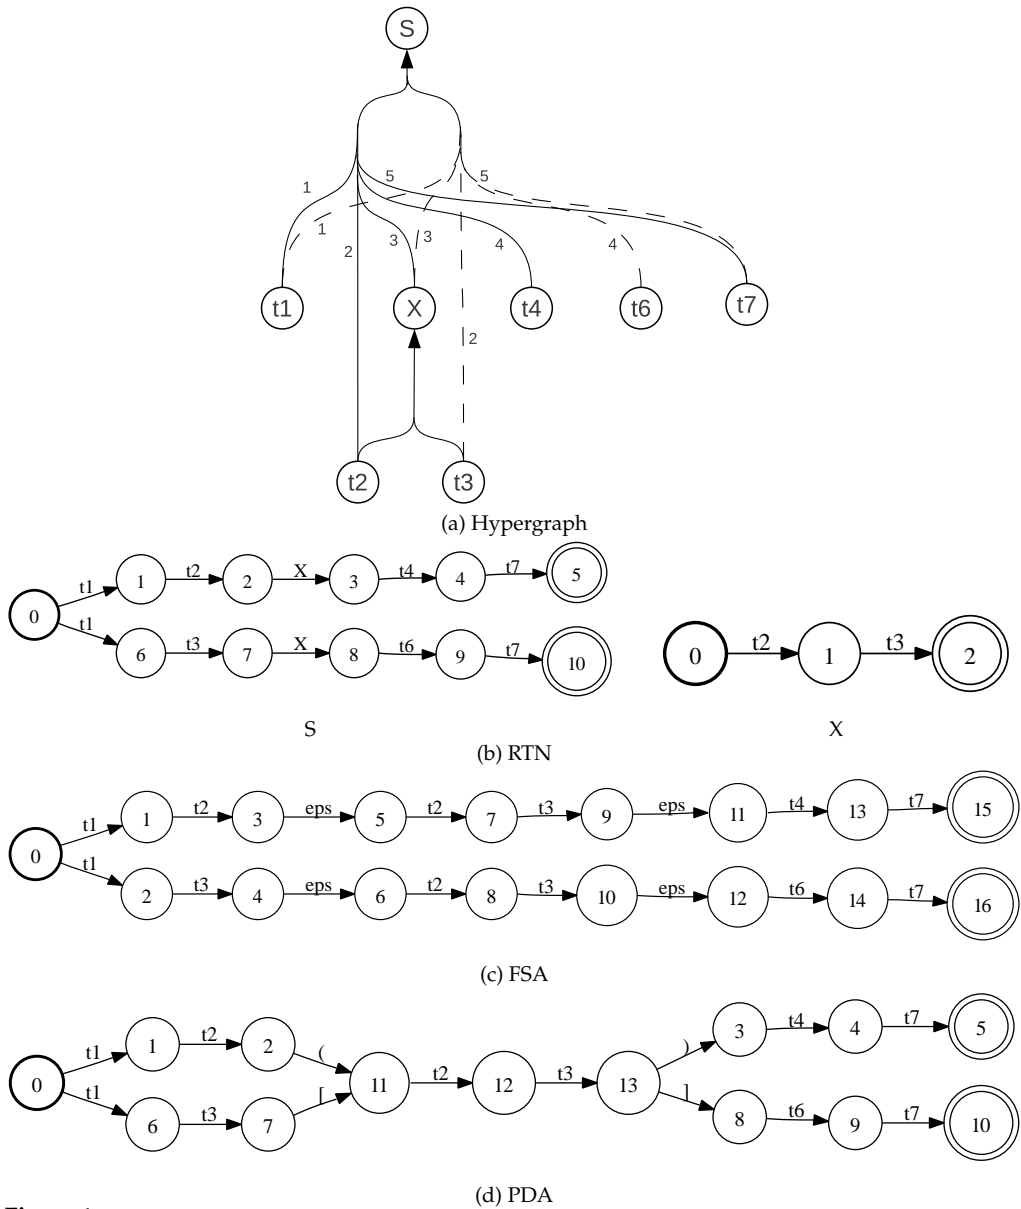 S
1
5
5
1
2
3
3
4
4
t1
X
t4
t6
t7
2
t2
t3
(a) Hypergraph
0
t1
1
t2
2
X
3
t4
4
t7
5
t1
6
t3
7
X
8
t6
9
t7
10
S
0
t2
1
t3
2
X
(b) RTN
0
t1
1
t2
3
eps
5
t2
7
t3
9
eps
11
t4
13
t7
15
t1
2
t3
4
eps
6
t2
8
t3
10
eps
12
t6
14
t7
16
(c) FSA
0
t1
1
t2
2
(
t1
6
t3
7
[
11
t2
12
t3
13
)
3
t4
4
t7
5
]
8
t6
9
t7
10
(d) PDA